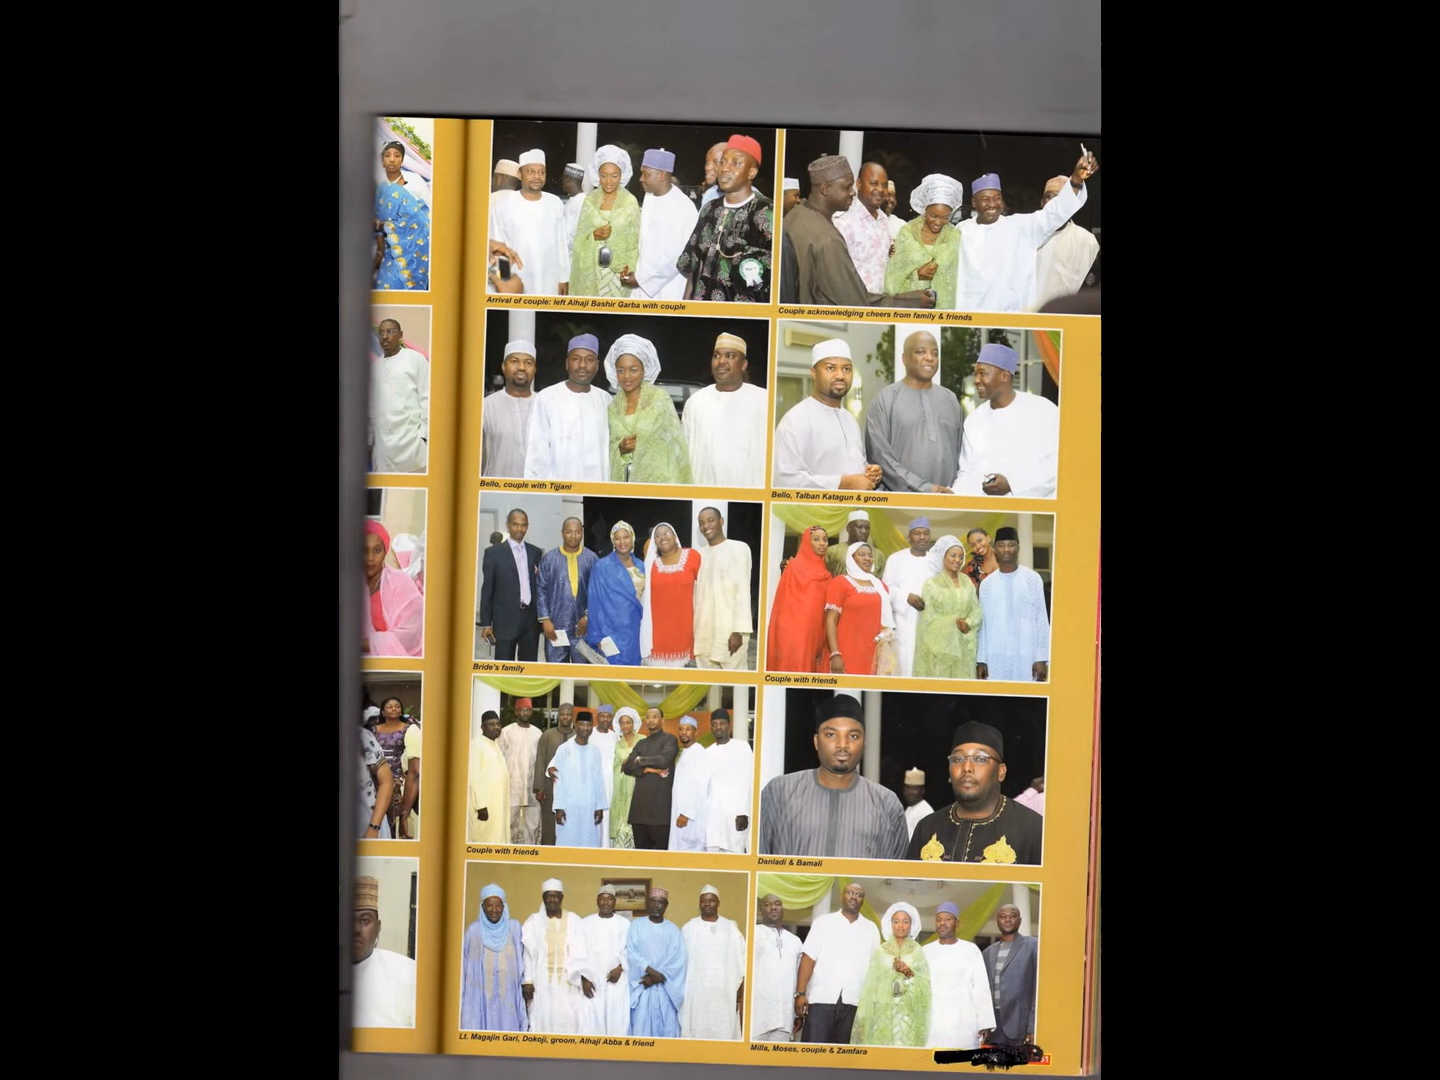 Arrival of couple: left Alhaji Bashir Garba with couple
Couple acknowledging cheers from family & friends
Bello, couple with Tijjani
Bello, Talban Katagun & groom
Bride's family
Couple with friends
Couple with friends
Daniadi & Bamali
Lt. Magajin Gari, Dokoji, groom, Alhaji Abba & friend
Milla, Moses, couple & Zamfara
51